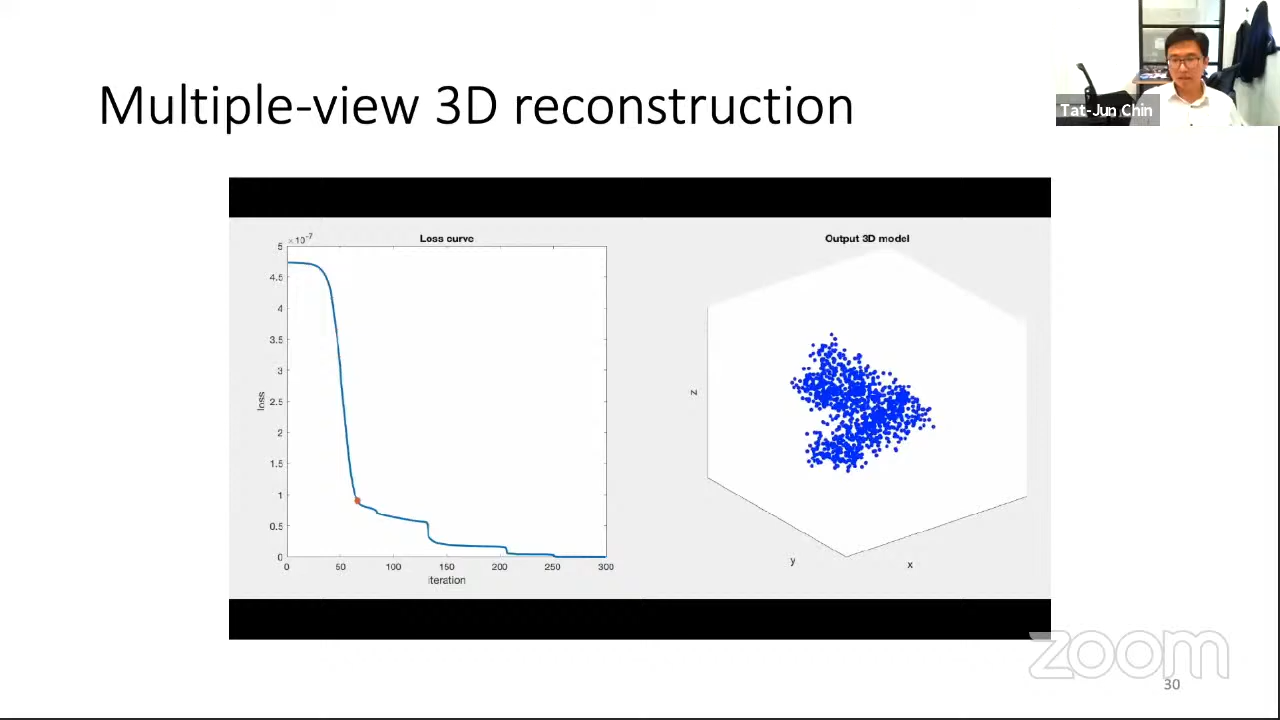 Multiple-view 3D reconstruction
Tat-Jun Chin
×10⁻⁷
Loss curve
5
4.5
4
3.5
3
2.5
2
1.5
1
0.5
0
loss
0 50 100 150 200 250 300
iteration
Output 3D model
z
y
x
zoom
30